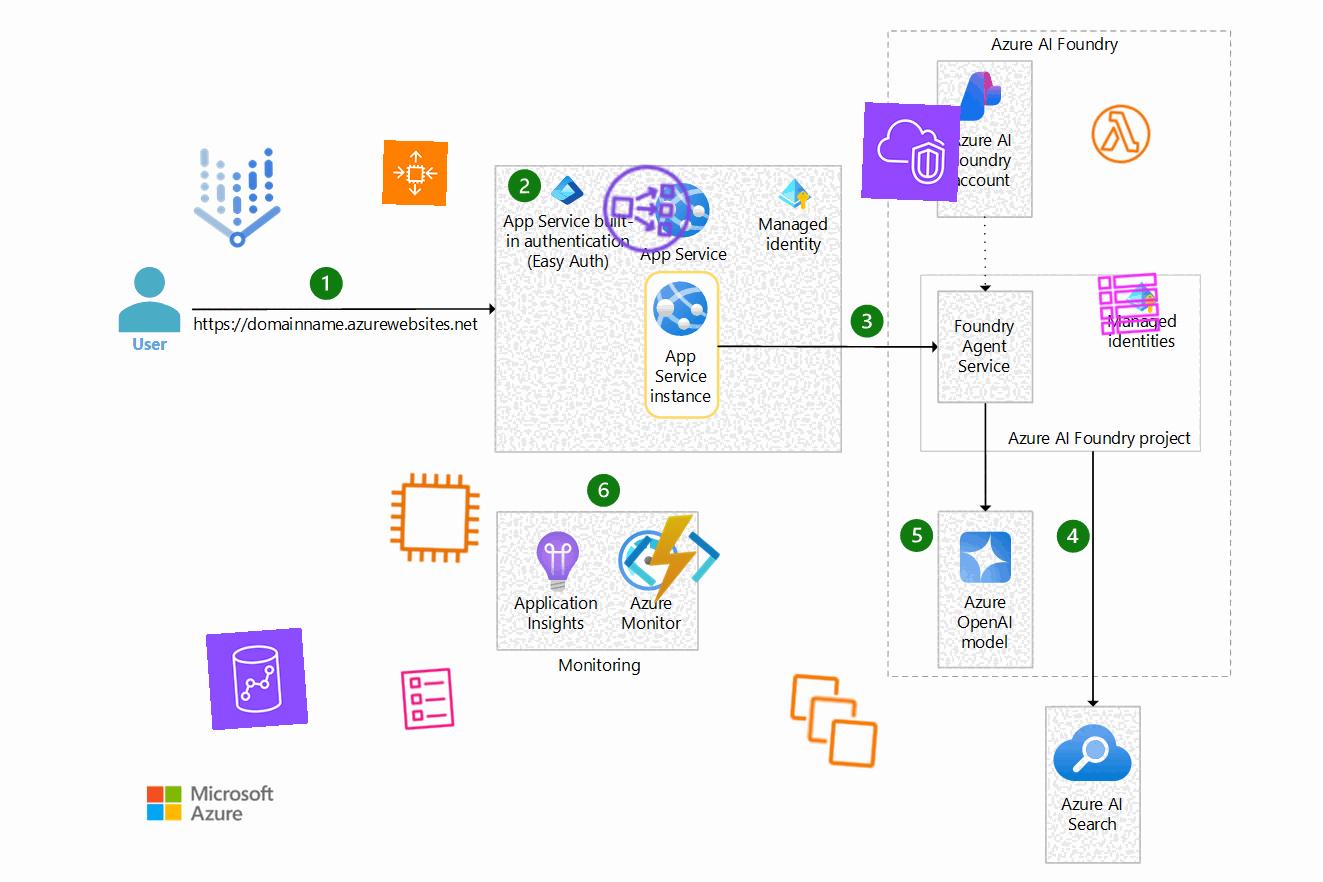 Azure AI Foundry
Azure AI
Foundry
account
1
https://domainname.azurewebsites.net
User
2
App Service built-
in authentication
(Easy Auth)
App Service
Managed
identity
App
Service
instance
3
Foundry
Agent
Service
Managed
identities
Azure AI Foundry project
6
Application
Insights
Azure
Monitor
Monitoring
5
4
Azure
OpenAI
model
Azure AI
Search
Microsoft
Azure